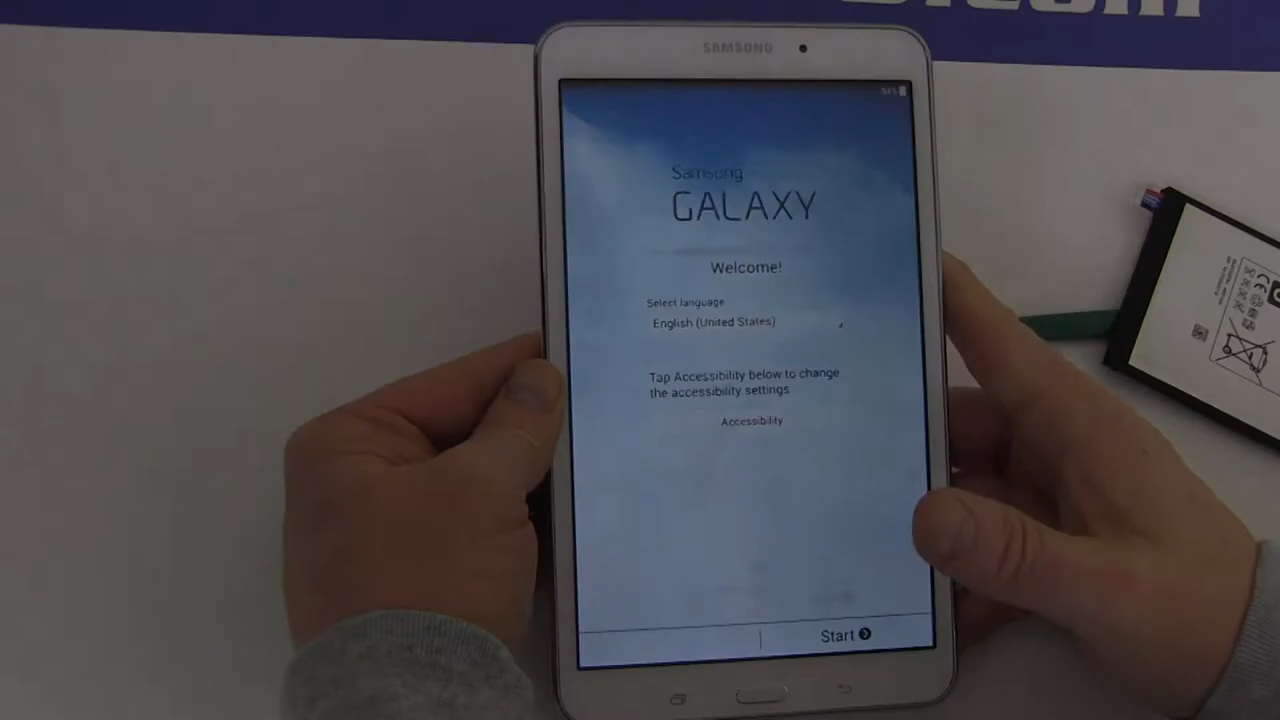 SAMSUNG
Samsung
GALAXY
Welcome!
Select language
English (United States)
Tap Accessibility below to change
the accessibility settings
Accessibility
Start